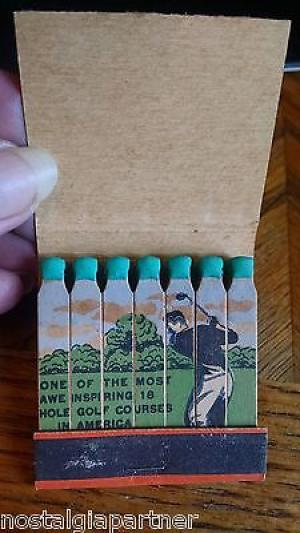 ONE OF THE MOST
AWE INSPIRING 18
HOLE GOLF COURSES
IN AMERICA
nostalgiapartner